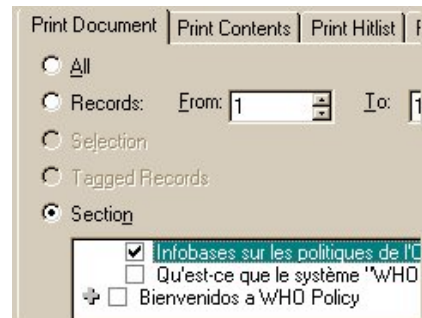 Print Document Print Contents Print Hitlist
All
Records: From: 1 To:
Selection
Tagged Records
Section
Infobases sur les politiques de
Qu'est-ce que le système "WHO
Bienvenidos a WHO Policy